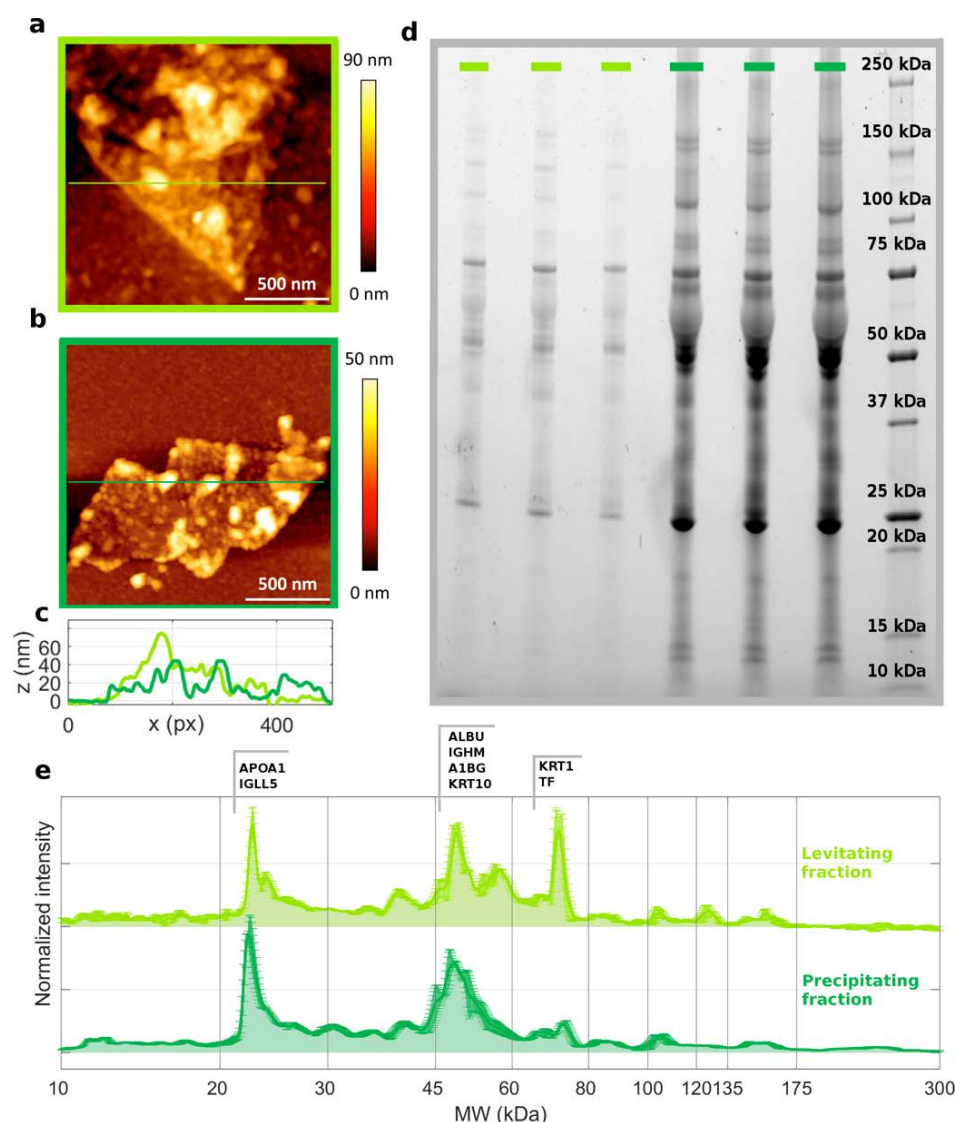 a
90 nm
500 nm
0 nm
b
50 nm
500 nm
0 nm
c
z (nm)
60
40
20
0
0
400
x (px)
d
250 kDa
150 kDa
100 kDa
75 kDa
50 kDa
37 kDa
25 kDa
20 kDa
15 kDa
10 kDa
e
APOA1
IGLL5
ALBU
IGHM
A1BG
KRT10
KRT1
TF
Levitating
fraction
Precipitating
fraction
Normalized intensity
10 20 30 45 60 80 100 120 135 175 300
MW (kDa)